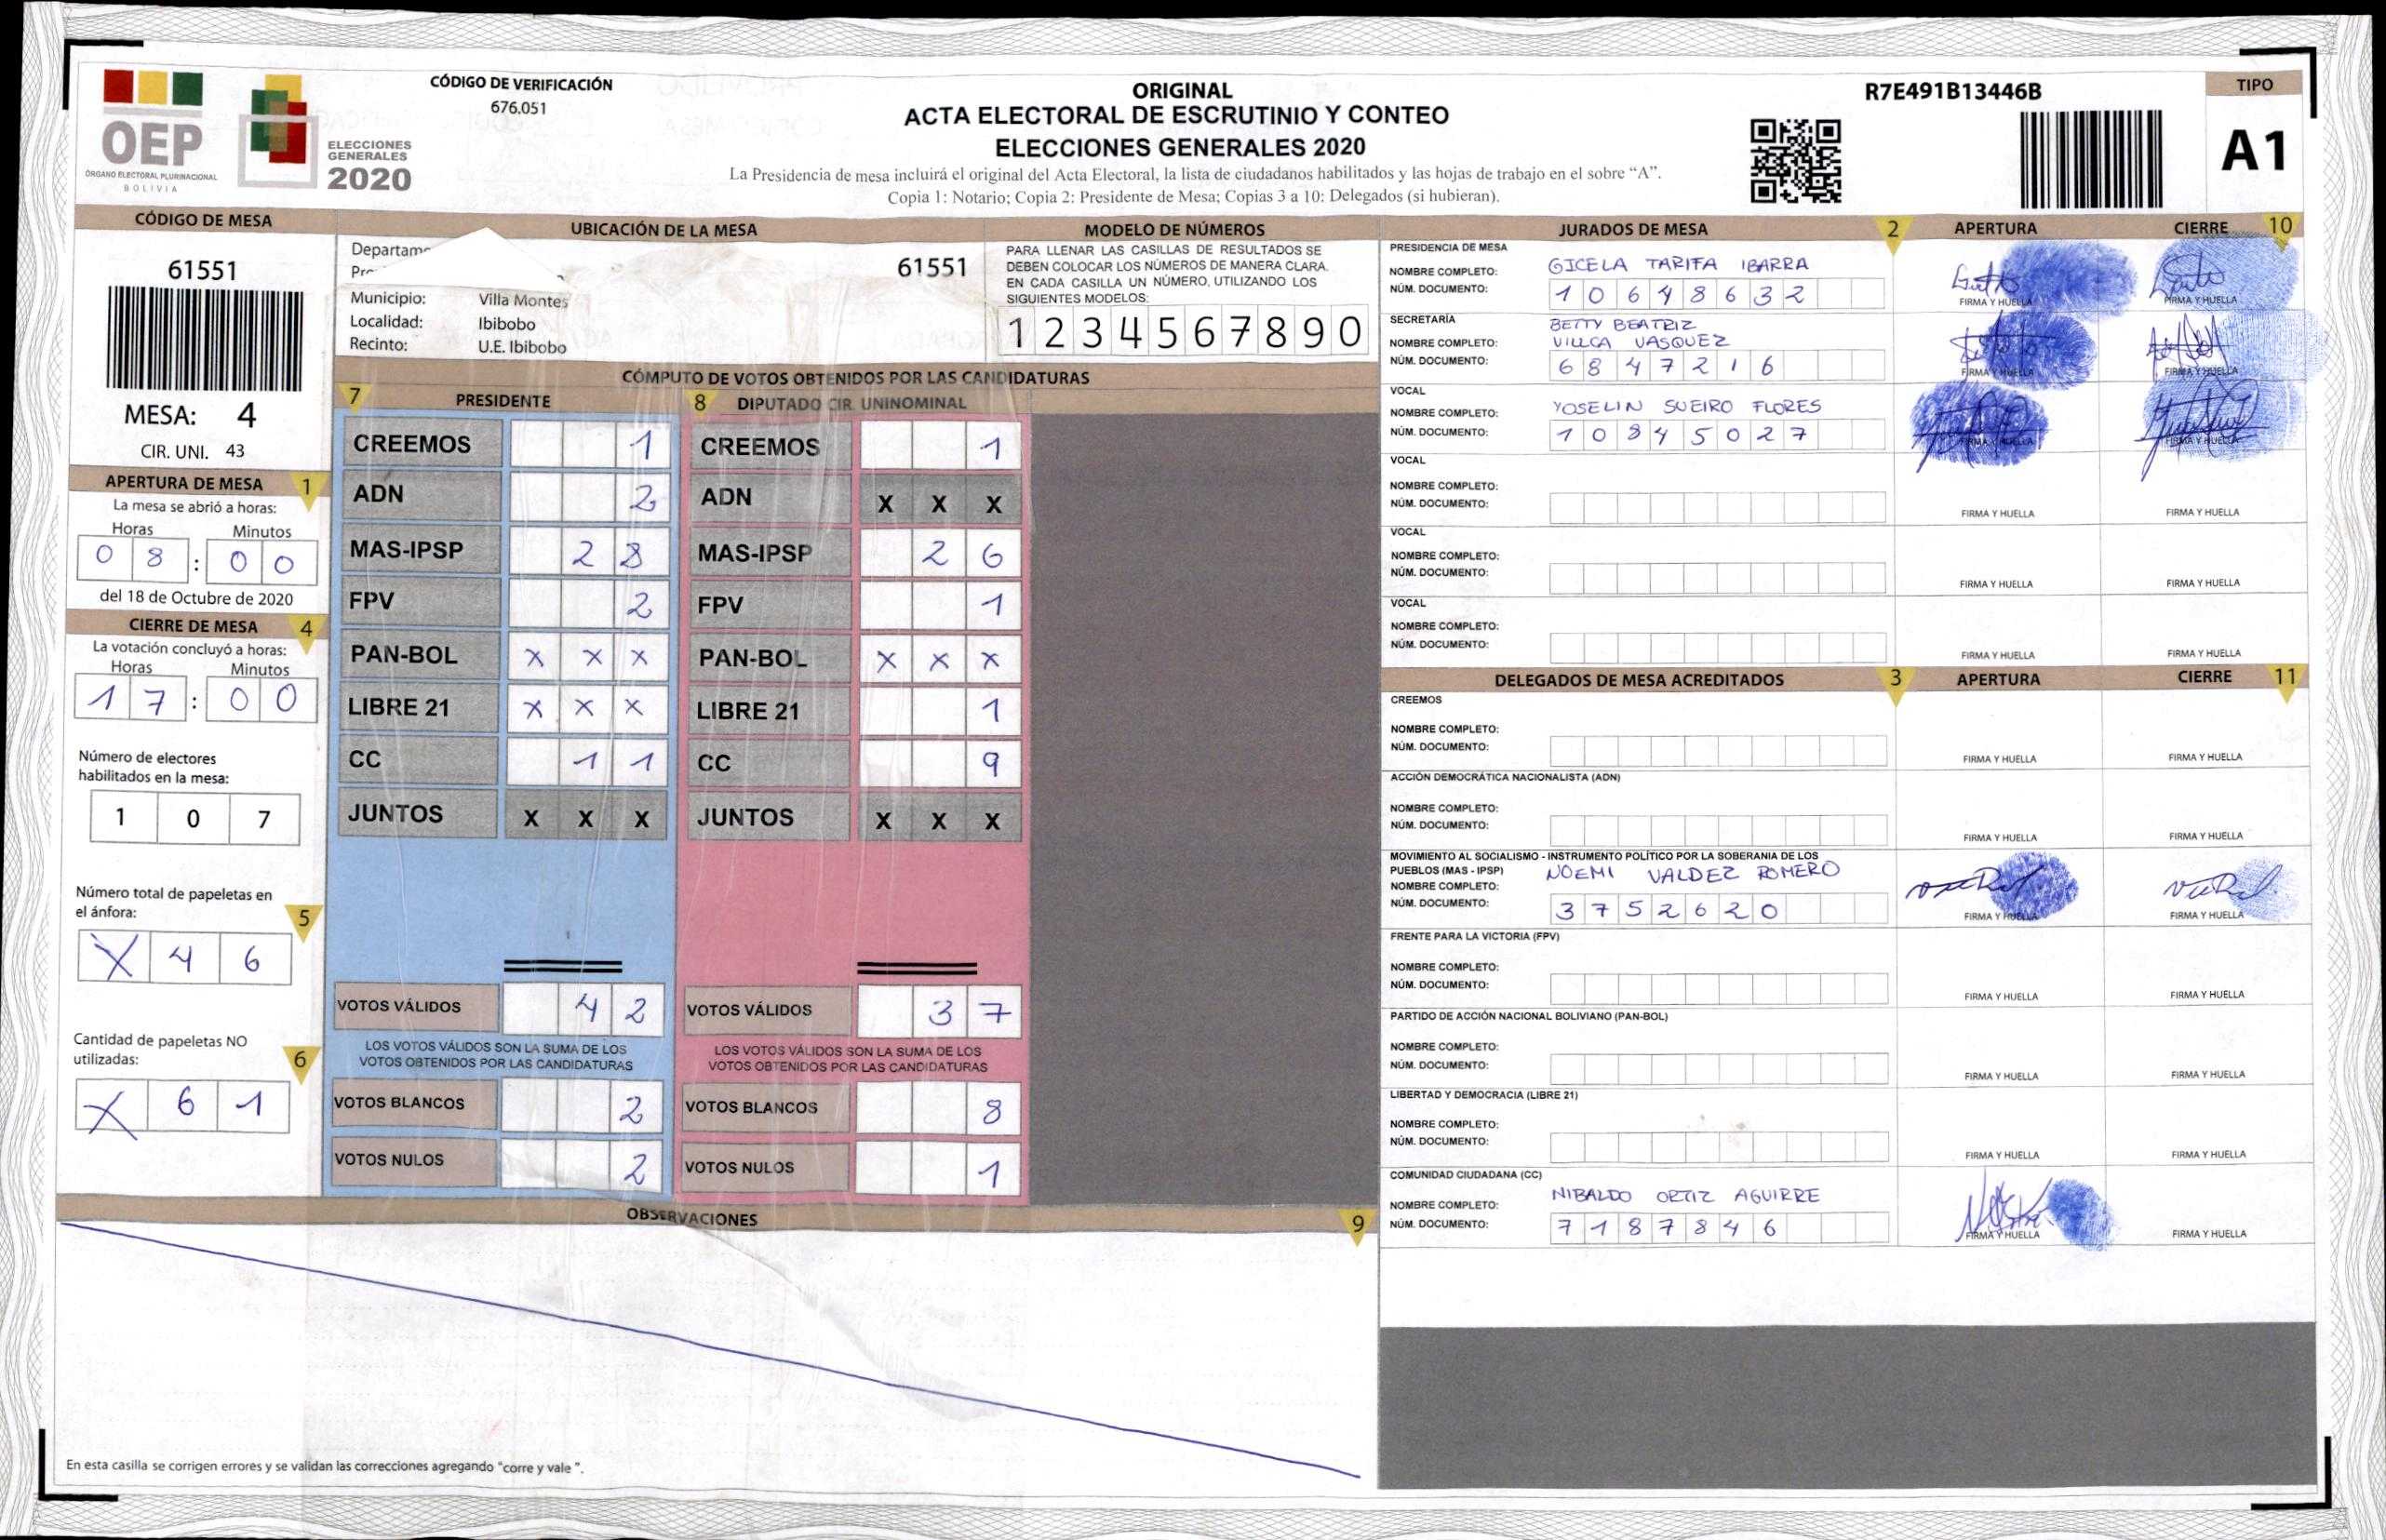 OEP
ÓRGANO ELECTORAL PLURINACIONAL
BOLIVIA
ELECCIONES
GENERALES
2020
CÓDIGO DE VERIFICACIÓN
676.051
ORIGINAL
ACTA ELECTORAL DE ESCRUTINIO Y CONTEO
ELECCIONES GENERALES 2020
La Presidencia de mesa incluirá el original del Acta Electoral, la lista de ciudadanos habilitados y las hojas de trabajo en el sobre “A”.
Copia 1: Notario; Copia 2: Presidente de Mesa; Copias 3 a 10: Delegados (si hubieran).
R7E491B13446B
TIPO
A1
CÓDIGO DE MESA
61551
MESA: 4
CIR. UNI. 43
APERTURA DE MESA 1
La mesa se abrió a horas:
Horas Minutos
0 8 : 0 0
del 18 de Octubre de 2020
CIERRE DE MESA 4
La votación concluyó a horas:
Horas Minutos
1 7 : 0 0
Número de electores
habilitados en la mesa:
1 0 7
Número total de papeletas en
el ánfora: 5
X 4 6
Cantidad de papeletas NO
utilizadas: 6
X 6 1
UBICACIÓN DE LA MESA
61551
Municipio: Villa Montes
Localidad: Ibibobo
Recinto: U.E. Ibibobo
MODELO DE NÚMEROS
PARA LLENAR LAS CASILLAS DE RESULTADOS SE
DEBEN COLOCAR LOS NÚMEROS DE MANERA CLARA.
EN CADA CASILLA UN NÚMERO, UTILIZANDO LOS
SIGUIENTES MODELOS:
1 2 3 4 5 6 7 8 9 0
CÓMPUTO DE VOTOS OBTENIDOS POR LAS CANDIDATURAS
7 PRESIDENTE
CREEMOS 1
ADN 2
MAS-IPSP 2 8
FPV 2
PAN-BOL X X X
LIBRE 21 X X X
CC 1 1
JUNTOS X X X
VOTOS VÁLIDOS 4 2
LOS VOTOS VÁLIDOS SON LA SUMA DE LOS
VOTOS OBTENIDOS POR LAS CANDIDATURAS
VOTOS BLANCOS 2
VOTOS NULOS 2
8 DIPUTADO CIR. UNINOMINAL
CREEMOS 1
ADN X X X
MAS-IPSP 2 6
FPV 1
PAN-BOL X X X
LIBRE 21 1
CC 9
JUNTOS X X X
VOTOS VÁLIDOS 3 7
LOS VOTOS VÁLIDOS SON LA SUMA DE LOS
VOTOS OBTENIDOS POR LAS CANDIDATURAS
VOTOS BLANCOS 8
VOTOS NULOS 1
OBSERVACIONES 9
En esta casilla se corrigen errores y se validan las correcciones agregando "corre y vale ".
JURADOS DE MESA 2 APERTURA CIERRE 10
PRESIDENCIA DE MESA
NOMBRE COMPLETO: GICELA TARIFA IBARRA
NÚM. DOCUMENTO: 1 0 6 4 8 6 3 2
FIRMA Y HUELLA FIRMA Y HUELLA
SECRETARÍA
BETTY BEATRIZ
NOMBRE COMPLETO: VILLCA VASQUEZ
NÚM. DOCUMENTO: 6 8 4 7 2 1 6
FIRMA Y HUELLA FIRMA Y HUELLA
VOCAL
NOMBRE COMPLETO: YOSELIN SUEIRO FLORES
NÚM. DOCUMENTO: 1 0 8 4 5 0 2 7
FIRMA Y HUELLA FIRMA Y HUELLA
VOCAL
NOMBRE COMPLETO:
NÚM. DOCUMENTO:
FIRMA Y HUELLA FIRMA Y HUELLA
VOCAL
NOMBRE COMPLETO:
NÚM. DOCUMENTO:
FIRMA Y HUELLA FIRMA Y HUELLA
VOCAL
NOMBRE COMPLETO:
NÚM. DOCUMENTO:
FIRMA Y HUELLA FIRMA Y HUELLA
DELEGADOS DE MESA ACREDITADOS 3 APERTURA CIERRE 11
CREEMOS
NOMBRE COMPLETO:
NÚM. DOCUMENTO:
FIRMA Y HUELLA FIRMA Y HUELLA
ACCIÓN DEMOCRÁTICA NACIONALISTA (ADN)
NOMBRE COMPLETO:
NÚM. DOCUMENTO:
FIRMA Y HUELLA FIRMA Y HUELLA
MOVIMIENTO AL SOCIALISMO - INSTRUMENTO POLÍTICO POR LA SOBERANIA DE LOS
PUEBLOS (MAS - IPSP) NOEMI VALDEZ ROMERO
NOMBRE COMPLETO:
NÚM. DOCUMENTO: 3 7 5 2 6 2 0
FIRMA Y HUELLA FIRMA Y HUELLA
FRENTE PARA LA VICTORIA (FPV)
NOMBRE COMPLETO:
NÚM. DOCUMENTO:
FIRMA Y HUELLA FIRMA Y HUELLA
PARTIDO DE ACCIÓN NACIONAL BOLIVIANO (PAN-BOL)
NOMBRE COMPLETO:
NÚM. DOCUMENTO:
FIRMA Y HUELLA FIRMA Y HUELLA
LIBERTAD Y DEMOCRACIA (LIBRE 21)
NOMBRE COMPLETO:
NÚM. DOCUMENTO:
FIRMA Y HUELLA FIRMA Y HUELLA
COMUNIDAD CIUDADANA (CC)
NOMBRE COMPLETO: NIBALDO ORTIZ AGUIRRE
NÚM. DOCUMENTO: 7 1 8 7 8 4 6
FIRMA Y HUELLA FIRMA Y HUELLA